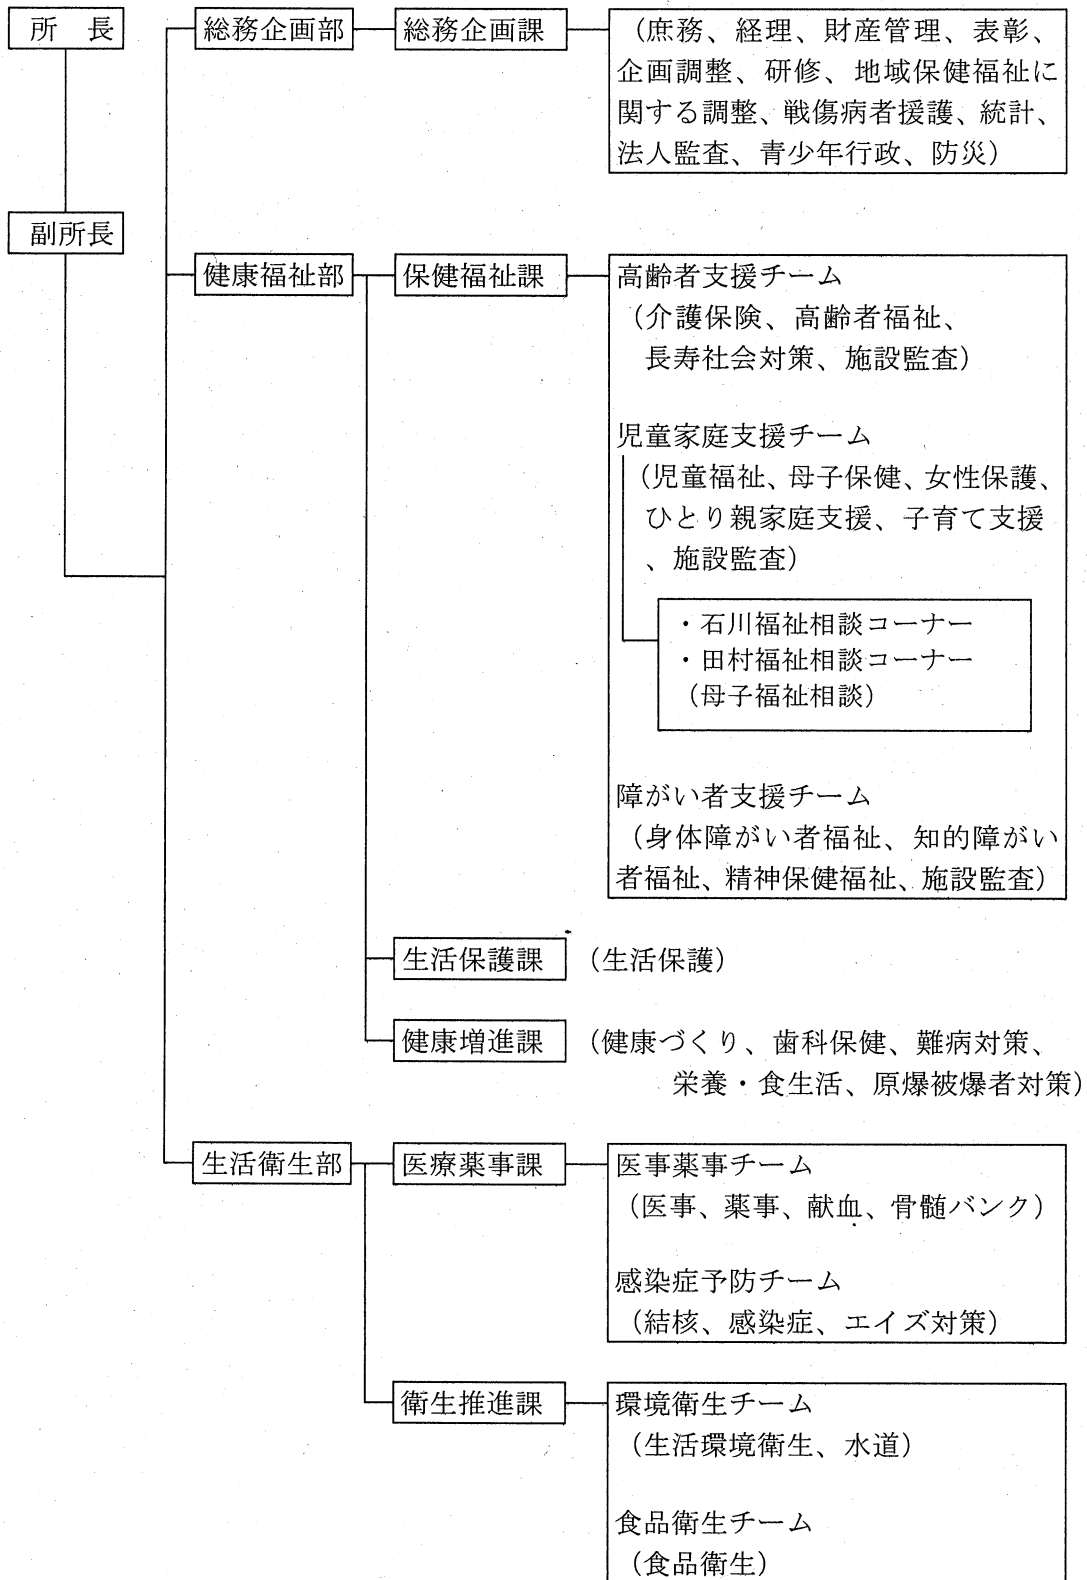 所　長
副所長
総務企画部
総務企画課
（庶務、経理、財産管理、表彰、
企画調整、研修、地域保健福祉に
関する調整、戦傷病者援護、統計、
法人監査、青少年行政、防災）
健康福祉部
保健福祉課
高齢者支援チーム
（介護保険、高齢者福祉、
長寿社会対策、施設監査）
児童家庭支援チーム
（児童福祉、母子保健、女性保護、
ひとり親家庭支援、子育て支援
、施設監査）
・石川福祉相談コーナー
・田村福祉相談コーナー
（母子福祉相談）
障がい者支援チーム
（身体障がい者福祉、知的障がい
者福祉、精神保健福祉、施設監査）
生活保護課
（生活保護）
健康増進課
（健康づくり、歯科保健、難病対策、
栄養・食生活、原爆被爆者対策）
生活衛生部
医療薬事課
医事薬事チーム
（医事、薬事、献血、骨髄バンク）
感染症予防チーム
（結核、感染症、エイズ対策）
衛生推進課
環境衛生チーム
（生活環境衛生、水道）
食品衛生チーム
（食品衛生）